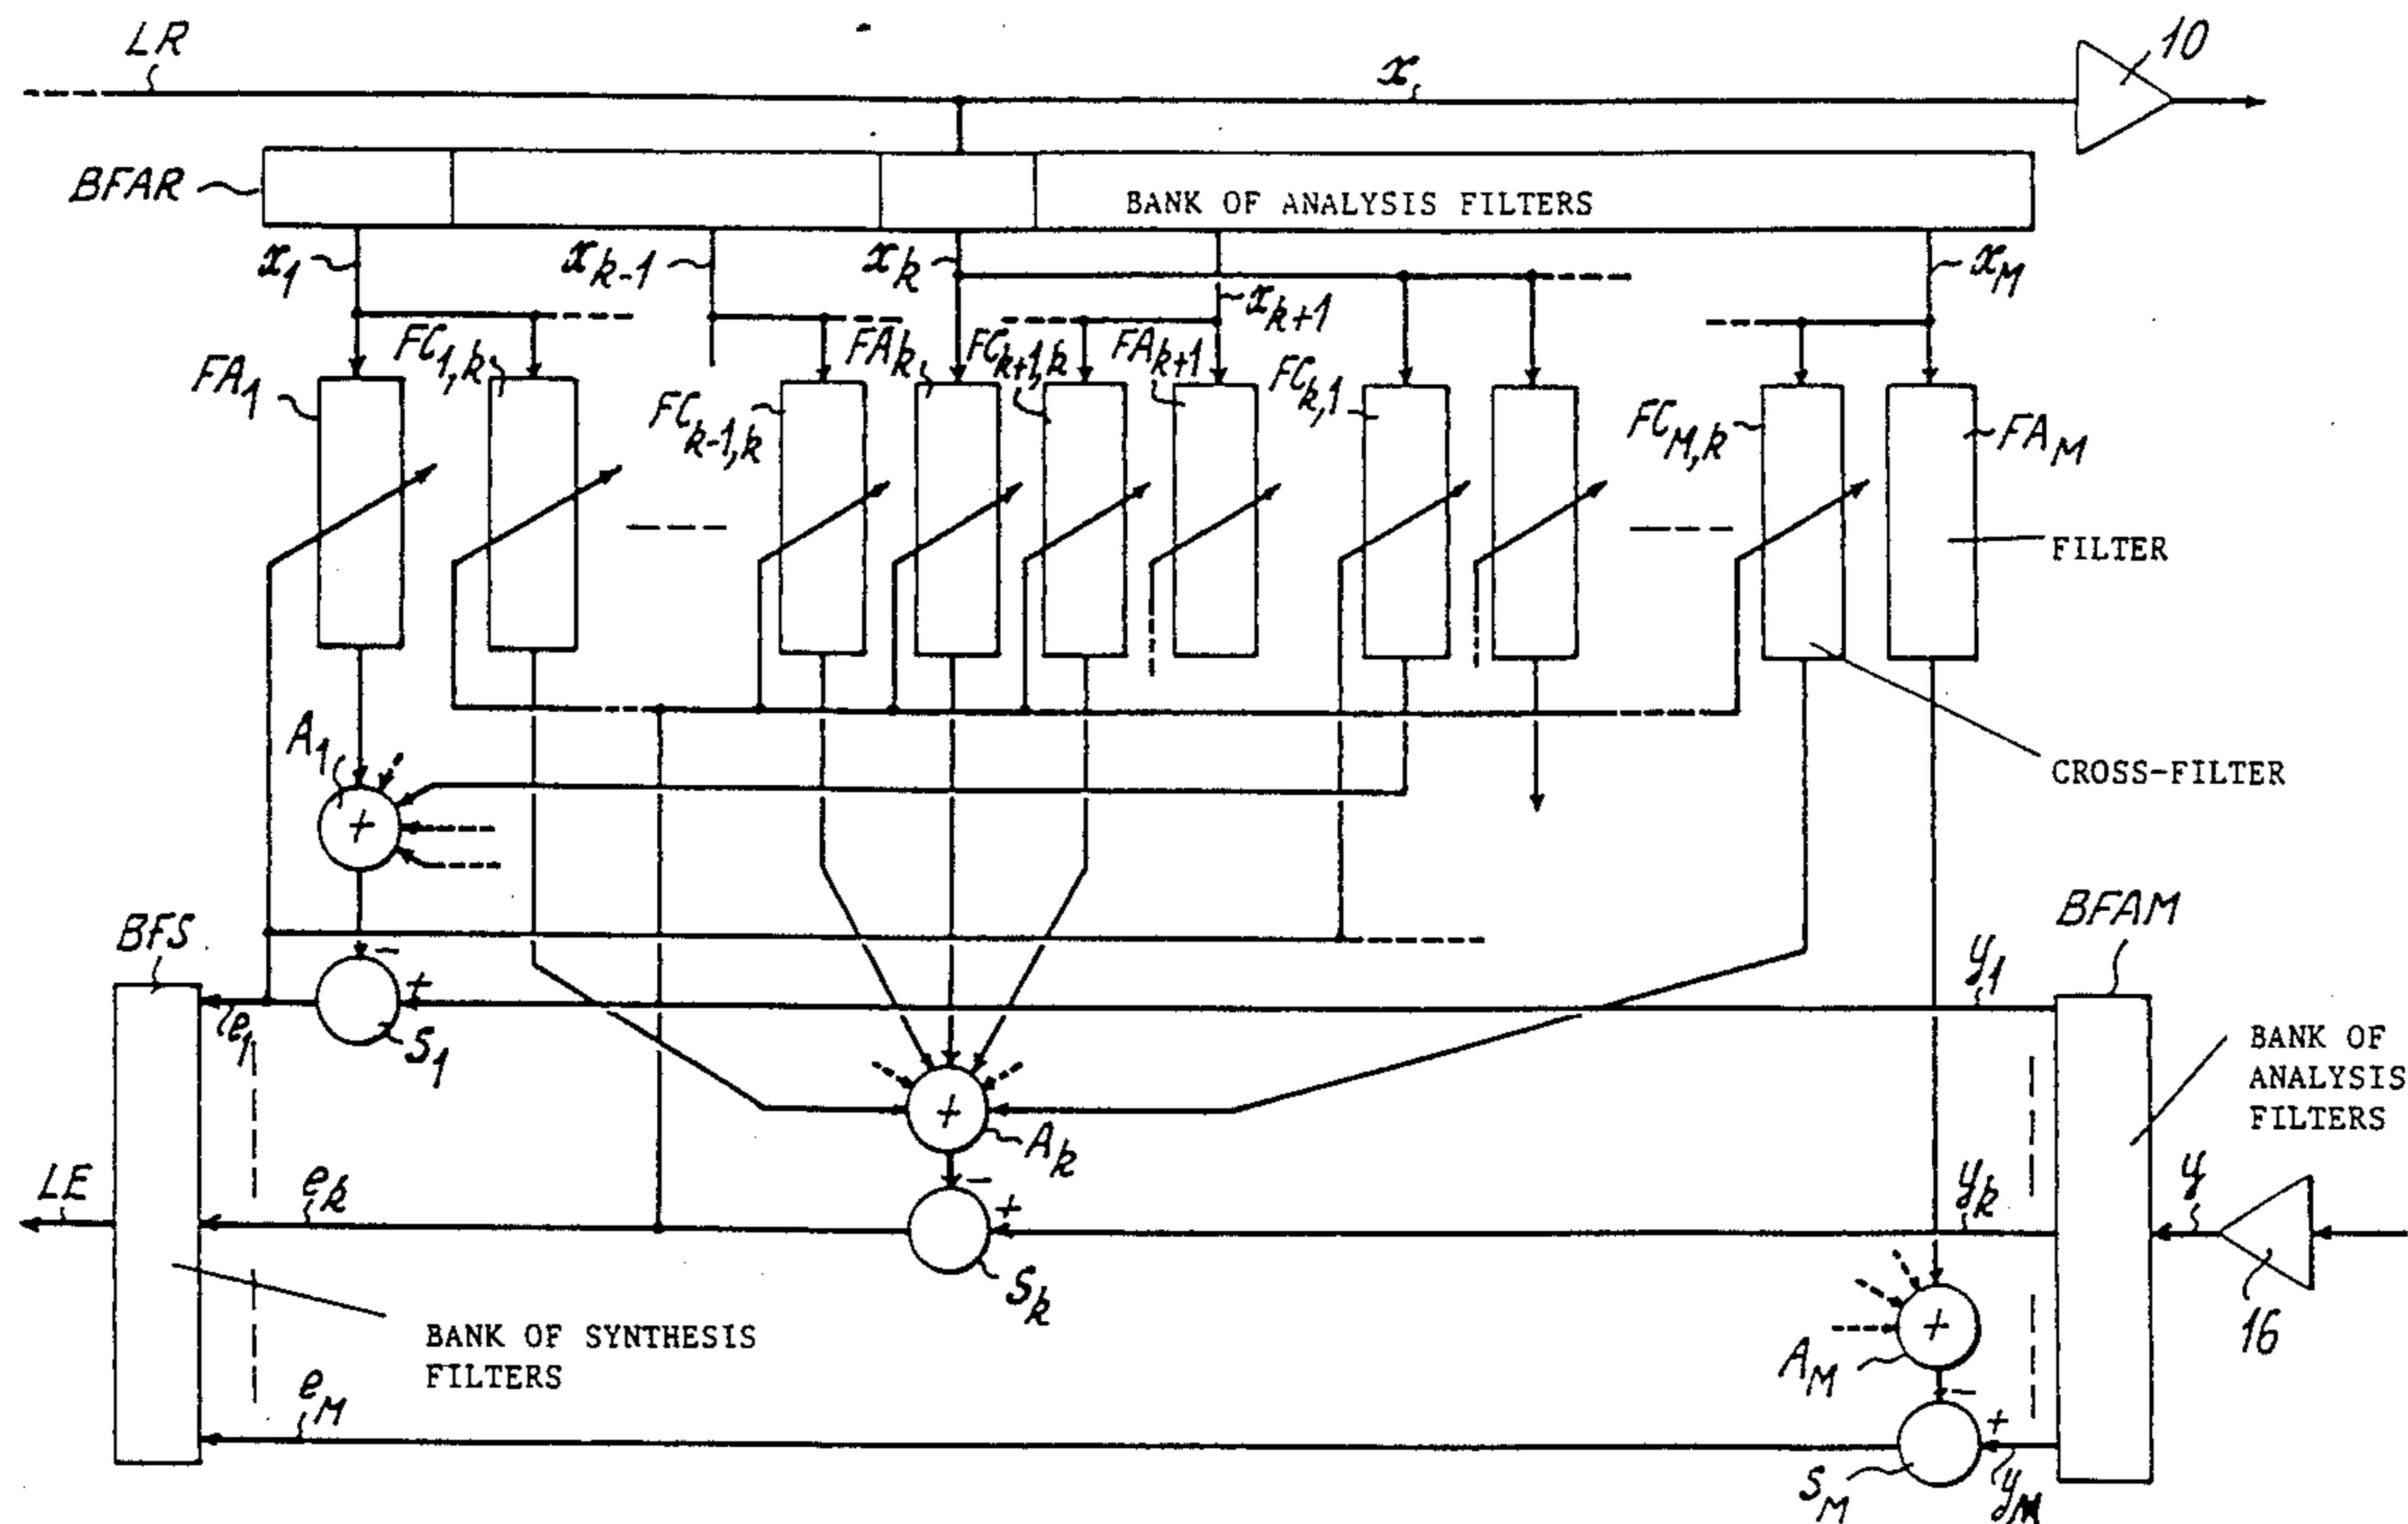 LR
x
10
BFAR
BANK OF ANALYSIS FILTERS
x1
xk-1
xk
xk+1
xM
FA1
FC1,k
FCk-1,k
FAk
FCk+1,k
FAk+1
FCk,1
FCM,k
FAM
FILTER
CROSS-FILTER
A1
+
BFS
-
+
e1
S1
y1
BFAM
BANK OF
ANALYSIS
FILTERS
+
Ak
LE
ek
-
+
Sk
yk
y
16
BANK OF SYNTHESIS
FILTERS
+
AM
eM
-
+
SM
yM